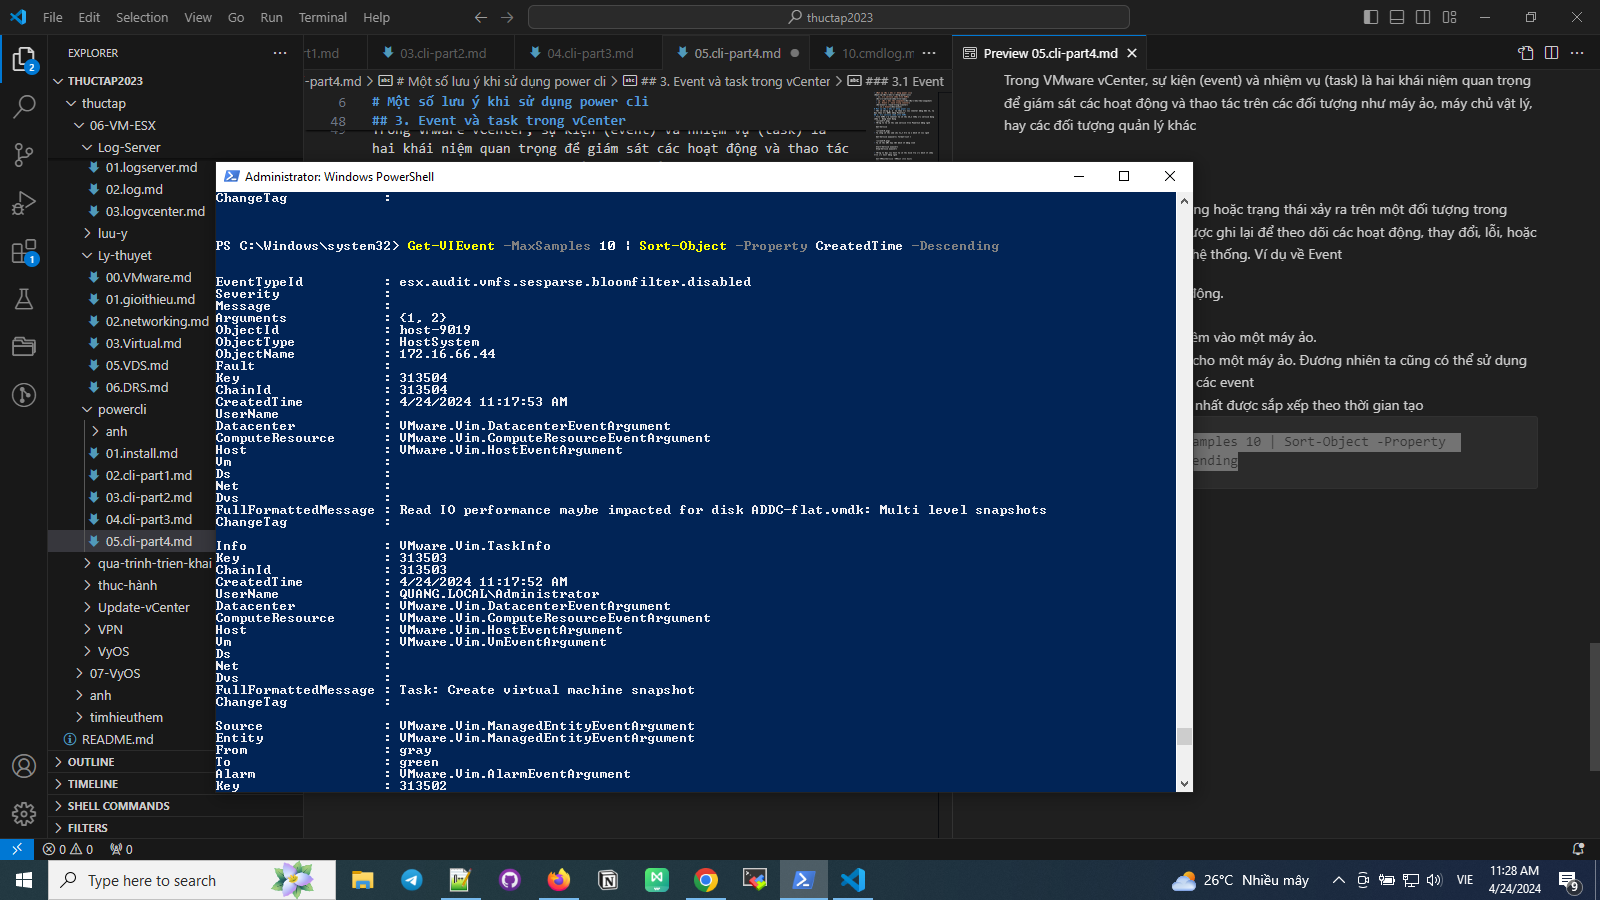 File Edit Selection View Go Run Terminal Help
thuctap2023
EXPLORER
THUCTAP2023
thuctap
06-VM-ESX
Log-Server
01.logserver.md
02.log.md
03.logvcenter.md
luu-y
Ly-thuyet
00.VMware.md
01.gioithieu.md
02.networking.md
03.Virtual.md
05.VDS.md
06.DRS.md
powercli
anh
01.install.md
02.cli-part1.md
03.cli-part2.md
04.cli-part3.md
05.cli-part4.md
qua-trinh-trien-khai
thuc-hành
Update-vCenter
VPN
VyOS
07-VyOS
anh
timhieuthem
README.md
OUTLINE
TIMELINE
SHELL COMMANDS
FILTERS
rt1.md 03.cli-part2.md 04.cli-part3.md 05.cli-part4.md 10.cmdlog.m
-part4.md > # Một số lưu ý khi sử dụng power cli > ## 3. Event và task trong vCenter > ### 3.1 Event
6 # Một số lưu ý khi sử dụng power cli
48 ## 3. Event và task trong vCenter
49 Trong VMware vCenter, sự kiện (event) và nhiệm vụ (task) là
hai khái niệm quan trọng để giám sát các hoạt động và thao tác
Preview 05.cli-part4.md
Trong VMware vCenter, sự kiện (event) và nhiệm vụ (task) là hai khái niệm quan trọng
để giám sát các hoạt động và thao tác trên các đối tượng như máy ảo, máy chủ vật lý,
hay các đối tượng quản lý khác
ng hoặc trạng thái xảy ra trên một đối tượng trong
ược ghi lại để theo dõi các hoạt động, thay đổi, lỗi, hoặc
hệ thống. Ví dụ về Event
động.
êm vào một máy ảo.
cho một máy ảo. Đương nhiên ta cũng có thể sử dụng
các event
nhất được sắp xếp theo thời gian tạo
amples 10 | Sort-Object -Property
ending
Administrator: Windows PowerShell
ChangeTag :
PS C:\Windows\system32> Get-VIEvent -MaxSamples 10 | Sort-Object -Property CreatedTime -Descending
EventTypeId : esx.audit.vmfs.sesparse.bloomfilter.disabled
Severity :
Message :
Arguments : {1, 2}
ObjectId : host-9019
ObjectType : HostSystem
ObjectName : 172.16.66.44
Fault :
Key : 313504
ChainId : 313504
CreatedTime : 4/24/2024 11:17:53 AM
UserName :
Datacenter : VMware.Vim.DatacenterEventArgument
ComputeResource : VMware.Vim.ComputeResourceEventArgument
Host : VMware.Vim.HostEventArgument
Vm :
Ds :
Net :
Dvs :
FullFormattedMessage : Read IO performance maybe impacted for disk ADDC-flat.vmdk: Multi level snapshots
ChangeTag :
Info : VMware.Vim.TaskInfo
Key : 313503
ChainId : 313503
CreatedTime : 4/24/2024 11:17:52 AM
UserName : QUANG.LOCAL\Administrator
Datacenter : VMware.Vim.DatacenterEventArgument
ComputeResource : VMware.Vim.ComputeResourceEventArgument
Host : VMware.Vim.HostEventArgument
Vm : VMware.Vim.VmEventArgument
Ds :
Net :
Dvs :
FullFormattedMessage : Task: Create virtual machine snapshot
ChangeTag :
Source : VMware.Vim.ManagedEntityEventArgument
Entity : VMware.Vim.ManagedEntityEventArgument
From : gray
To : green
Alarm : VMware.Vim.AlarmEventArgument
Key : 313502
0 0 0
Type here to search
26°C Nhiều mây
VIE
11:28 AM
4/24/2024
9